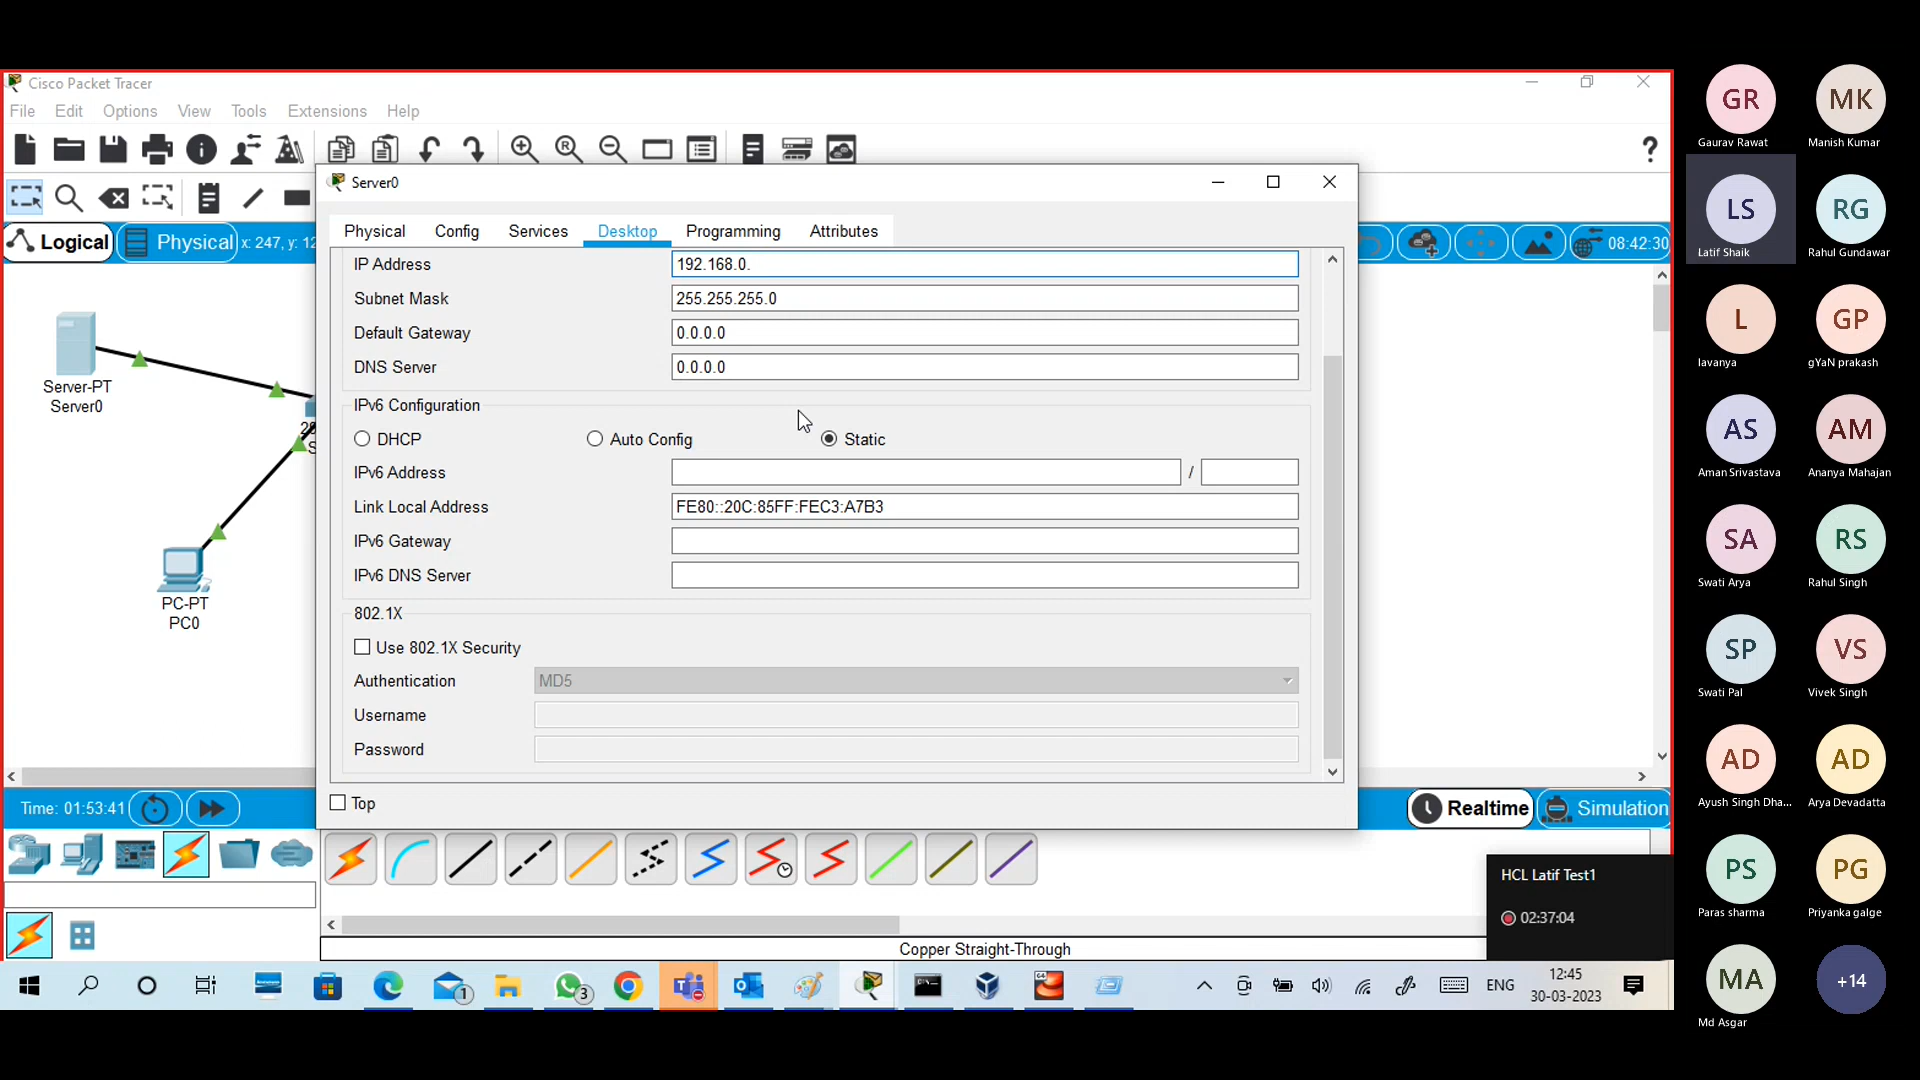 Cisco Packet Tracer
File Edit Options View Tools Extensions Help
Server0
Logical Physical x: 247, y: 12
08:42:30
Physical Config Services Desktop Programming Attributes
IP Address 192.168.0.
Subnet Mask 255.255.255.0
Default Gateway 0.0.0.0
DNS Server 0.0.0.0
IPv6 Configuration
DHCP Auto Config Static
IPv6 Address /
Link Local Address FE80::20C:85FF:FEC3:A7B3
IPv6 Gateway
IPv6 DNS Server
802.1X
Use 802.1X Security
Authentication MD5
Username
Password
Top
Server-PT
Server0
29
S
PC-PT
PC0
Time: 01:53:41
Realtime Simulation
Copper Straight-Through
HCL Latif Test1
02:37:04
1
3
64
ENG
12:45
30-03-2023
GR
Gaurav Rawat
MK
Manish Kumar
LS
Latif Shaik
RG
Rahul Gundawar
L
lavanya
GP
gYaN prakash
AS
Aman Srivastava
AM
Ananya Mahajan
SA
Swati Arya
RS
Rahul Singh
SP
Swati Pal
VS
Vivek Singh
AD
Ayush Singh Dha...
AD
Arya Devadatta
PS
Paras sharma
PG
Priyanka galge
MA
Md Asgar
+14